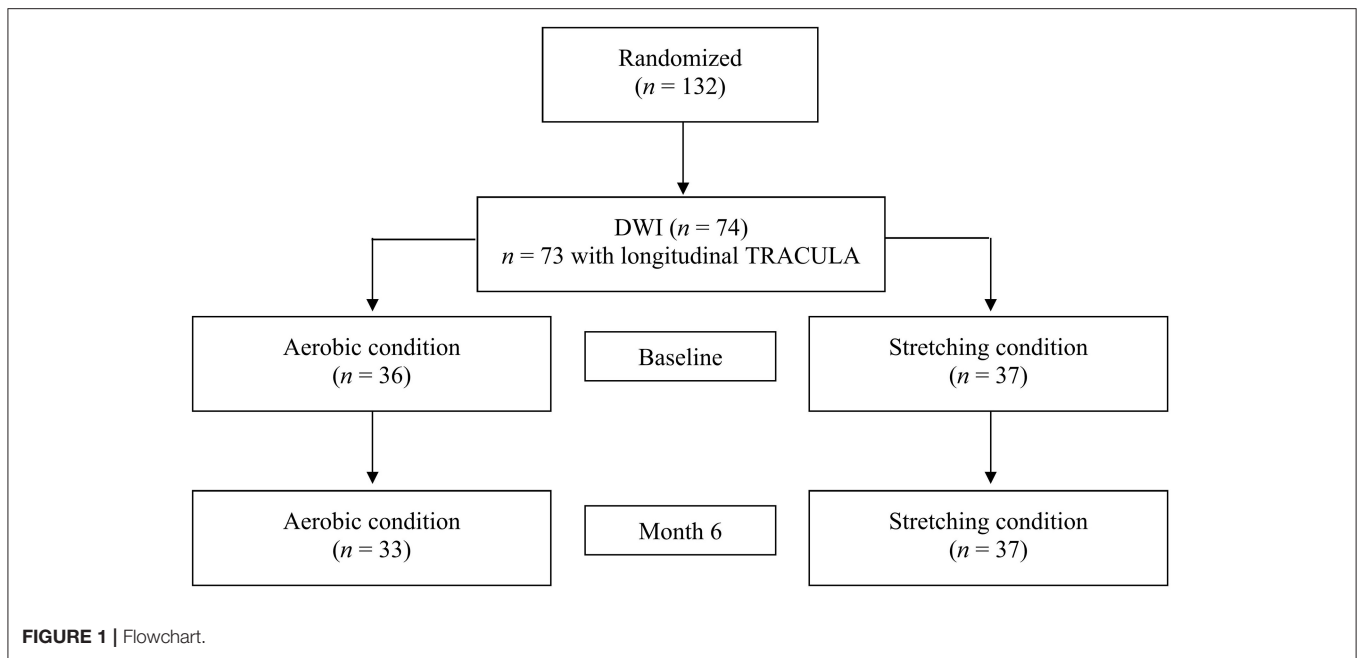 Randomized
(n = 132)
DWI (n = 74)
n = 73 with longitudinal TRACULA
Aerobic condition
(n = 36)
Baseline
Stretching condition
(n = 37)
Aerobic condition
(n = 33)
Month 6
Stretching condition
(n = 37)
FIGURE 1 | Flowchart.